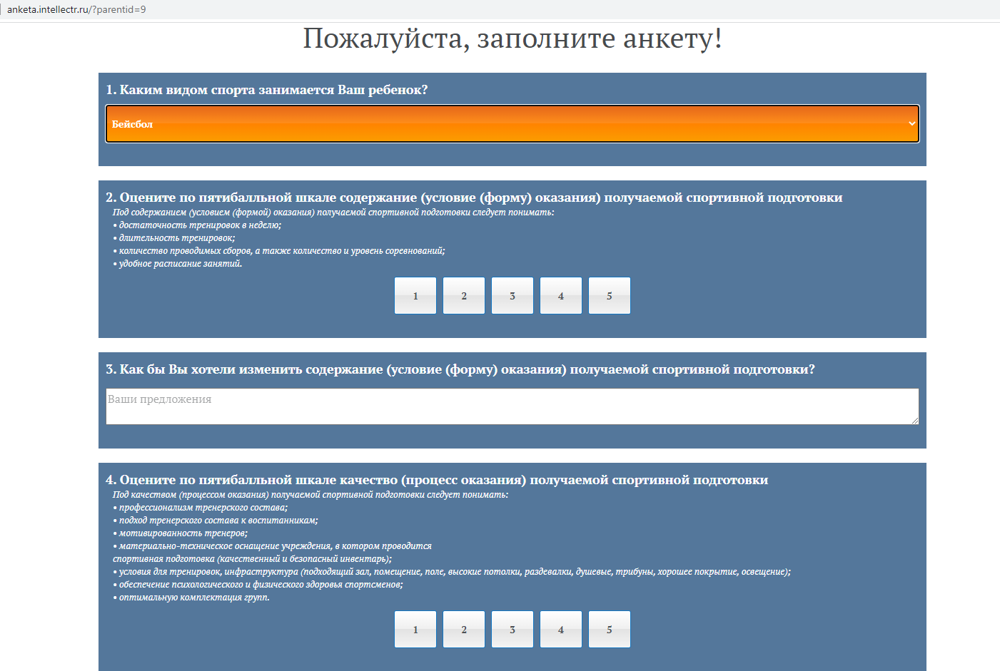 anketa.intellectr.ru/?parentid=9
Пожалуйста, заполните анкету!
1. Каким видом спорта занимается Ваш ребенок?
Бейсбол
2. Оцените по пятибалльной шкале содержание (условие (форму) оказания) получаемой спортивной подготовки
Под содержанием (условием (формой) оказания) получаемой спортивной подготовки следует понимать:
• достаточность тренировок в неделю;
• длительность тренировок;
• количество проводимых сборов, а также количество и уровень соревнований;
• удобное расписание занятий.
1 2 3 4 5
3. Как бы Вы хотели изменить содержание (условие (форму) оказания) получаемой спортивной подготовки?
Ваши предложения
4. Оцените по пятибалльной шкале качество (процесс оказания) получаемой спортивной подготовки
Под качеством (процессом оказания) получаемой спортивной подготовки следует понимать:
• профессионализм тренерского состава;
• подход тренерского состава к воспитанникам;
• мотивированность тренеров;
• материально-техническое оснащение учреждения, в котором проводится
спортивная подготовка (качественный и безопасный инвентарь);
• условия для тренировок, инфраструктура (подходящий зал, помещение, поле, высокие потолки, раздевалки, душевые, трибуны, хорошее покрытие, освещение);
• обеспечение психологического и физического здоровья спортсменов;
• оптимальную комплектация групп.
1 2 3 4 5